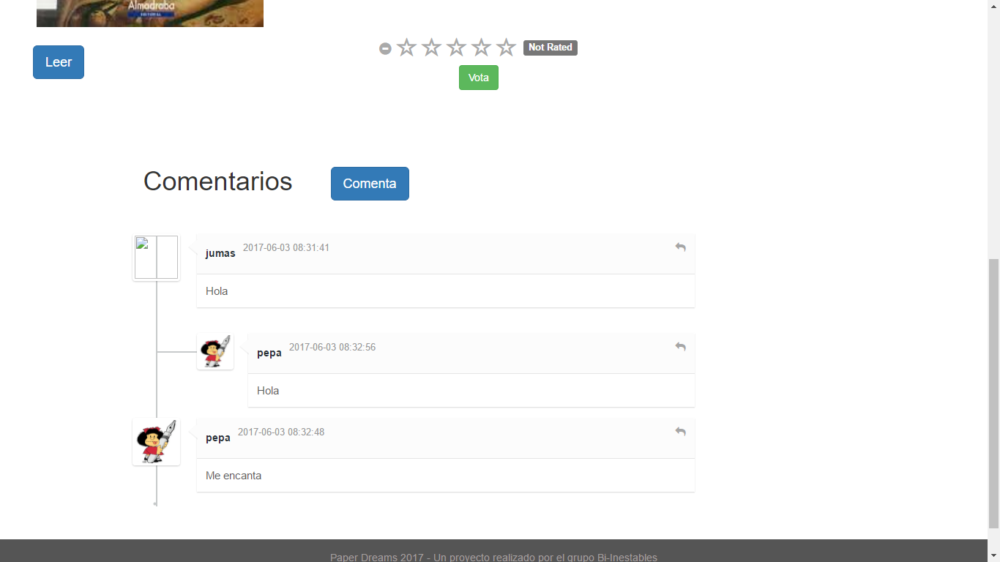 Almadraba
EDITORIAL
Not Rated
Leer
Vota
Comentarios
Comenta
jumas 2017-06-03 08:31:41
Hola
pepa 2017-06-03 08:32:56
Hola
pepa 2017-06-03 08:32:48
Me encanta
Paper Dreams 2017 - Un proyecto realizado por el grupo Bi-Inestables